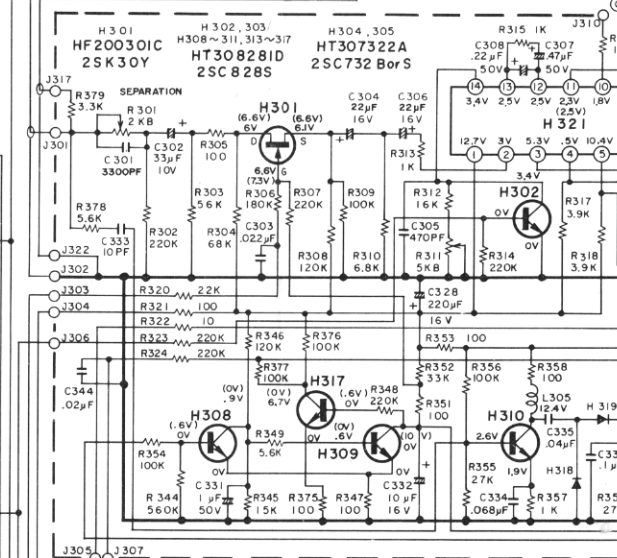 H301
HF200301C
2SK30Y
H302, 303/
H308~311, 313~317
HT308281D
2SC828S
H304, 305
HT307322A
2SC732 BorS
R315 1K
J310
C308
.22µF
50V
C307
.47µF
50V
J317
R379
3.3K
SEPARATION
R301
2KB
J301
C301
3300PF
C302
33µF
10V
R305
100
H301
(6.6V)
6V
D
(6.6V)
6.1V
S
G
6.6V
(7.3V)
C304
22µF
16V
C306
22µF
16V
R313
1K
14
13
12
11
10
3.4V
2.5V
2.5V
2.3V
(2.5V)
1.8V
H321
12.7V
3V
5.3V
.5V
10.4V
1
2
3
4
5
3.4V
R378
5.6K
C333
10PF
R302
220K
R303
56K
R304
68K
R306
180K
C303
.022µF
R307
220K
R308
120K
R309
100K
R310
6.8K
R312
16K
C305
470PF
R311
5KB
H302
0V
0V
R314
220K
R317
3.9K
R318
3.9K
J322
J302
J303
J304
J306
R320 22K
R321 100
R322 10
R323 220K
R324 220K
C328
220µF
16V
R346
120K
R376
100K
R377
100K
R353 100
R352
33K
R351
100
R356
100K
R358
100
C344
.02µF
(0V)
.9V
H317
(0V)
6.7V
(.6V)
0V
R348
220K
L305
12.4V
H319
H308
(.6V)
0V
R349
5.6K
0V
(0V)
.6V
H309
(10V)
0V
0V
0V
H310
2.6V
1.9V
C335
.04µF
H318
R354
100K
R344
560K
C331
1µF
50V
R345
15K
R375
100
R347
100
C332
10µF
16V
R355
27K
C334
.068µF
R357
1K
J305
J307